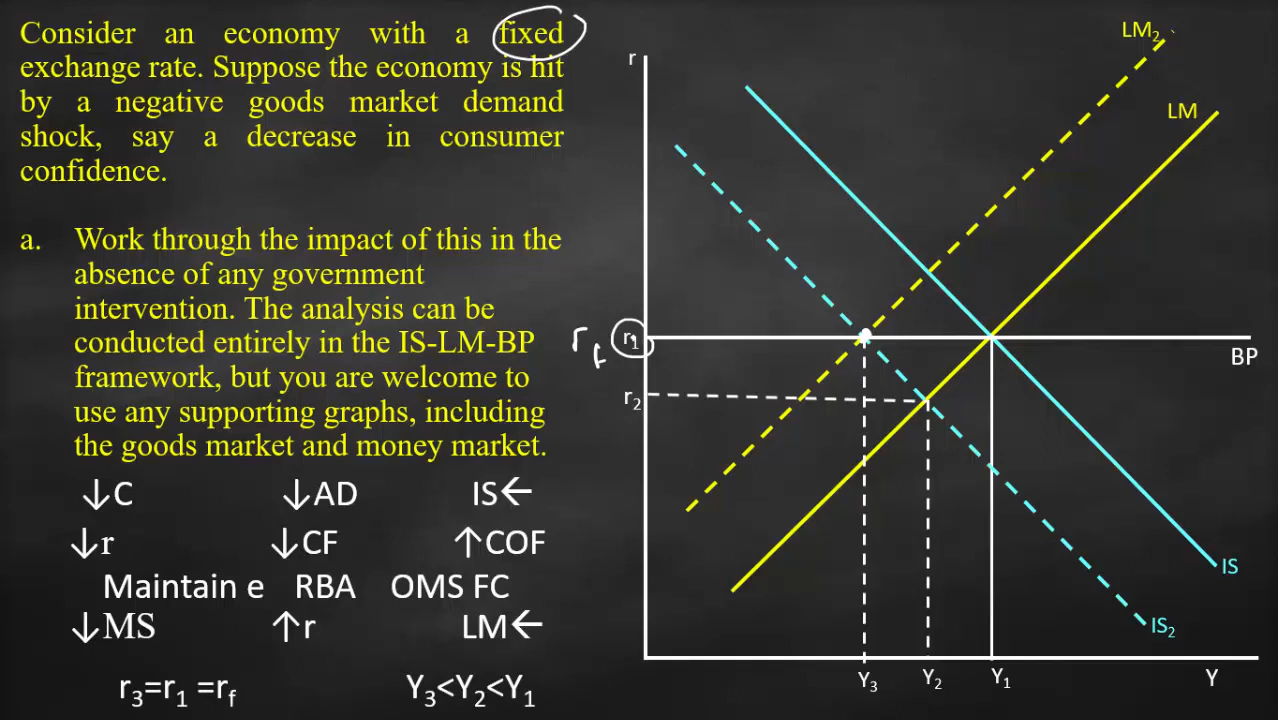 Consider an economy with a fixed
exchange rate. Suppose the economy is hit
by a negative goods market demand
shock, say a decrease in consumer
confidence.
a. Work through the impact of this in the
absence of any government
intervention. The analysis can be
conducted entirely in the IS-LM-BP
framework, but you are welcome to
use any supporting graphs, including
the goods market and money market.
↓C ↓AD IS←
↓r ↓CF ↑COF
Maintain e RBA OMS FC
↓MS ↑r LM←
r₃=r₁ =r_f Y₃<Y₂<Y₁
r
LM₂
LM
r_f r₁
BP
r₂
IS
IS₂
Y₃ Y₂ Y₁ Y